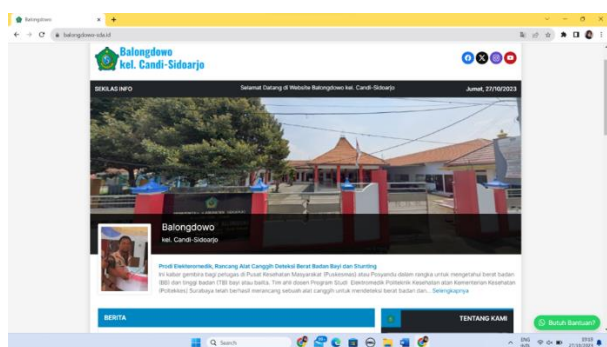 Balongdowo
balongdowo-sda.id
Balongdowo
kel. Candi-Sidoarjo
SEKILAS INFO
Selamat Datang di Website Balongdowo kel. Candi-Sidoarjo
Jumat, 27/10/2023
Balongdowo
kel. Candi-Sidoarjo
Prodi Elektromedik, Rancang Alat Canggih Deteksi Berat Badan Bayi dan Stunting
Ini kabar gembira bagi petugas di Pusat Kesehatan Masyarakat (Puskesmas) atau Posyandu dalam rangka untuk mengetahui berat badan
(BB) dan tinggi badan (TB) bayi atau balita. Tim ahli dosen Program Studi Elektromedik Politeknik Kesehatan atan Kementerian Kesehatan
(Poltekkes) Surabaya telah berhasil merancang sebuah alat canggih untuk mendeteksi berat badan dan... Selengkapnya
BERITA
TENTANG KAMI
Butuh Bantuan?
Search
ENG